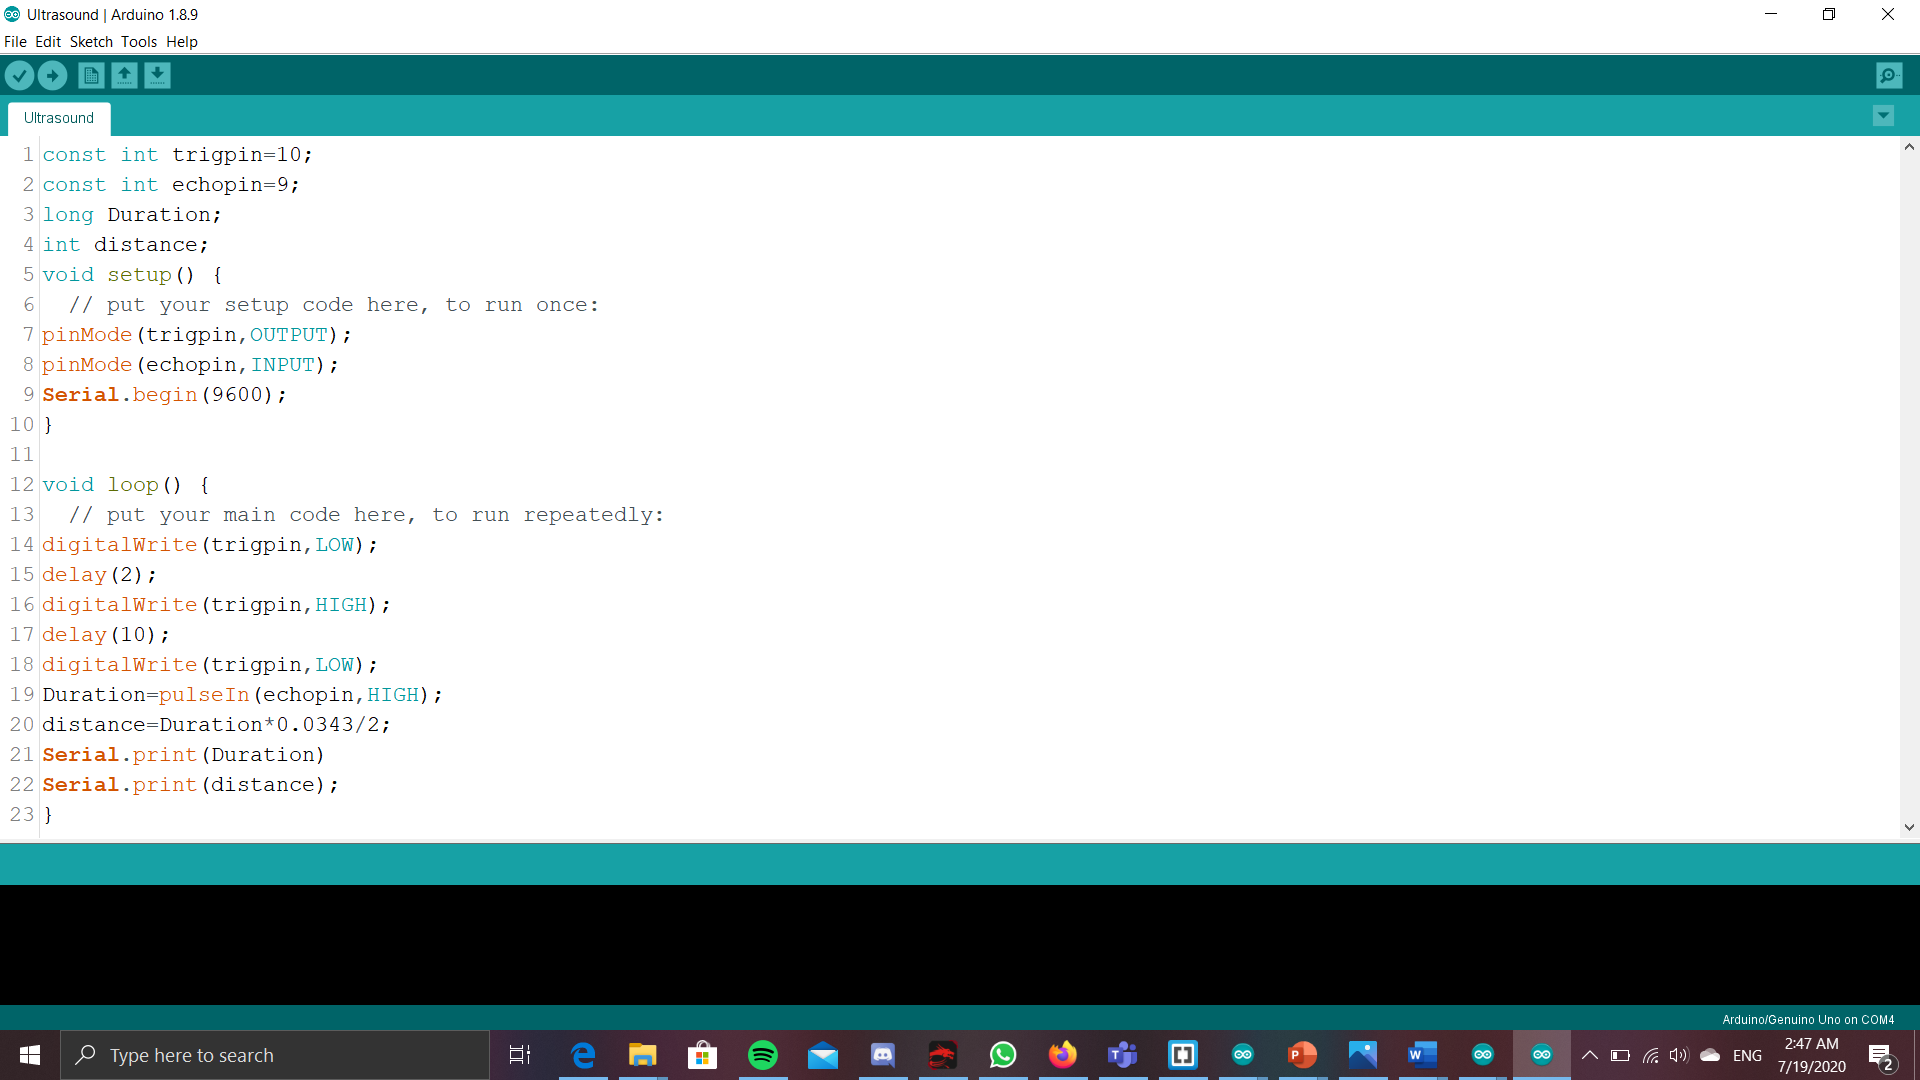 Ultrasound | Arduino 1.8.9
File Edit Sketch Tools Help
Ultrasound
1 const int trigpin=10;
2 const int echopin=9;
3 long Duration;
4 int distance;
5 void setup() {
6   // put your setup code here, to run once:
7 pinMode(trigpin,OUTPUT);
8 pinMode(echopin,INPUT);
9 Serial.begin(9600);
10 }
11
12 void loop() {
13   // put your main code here, to run repeatedly:
14 digitalWrite(trigpin,LOW);
15 delay(2);
16 digitalWrite(trigpin,HIGH);
17 delay(10);
18 digitalWrite(trigpin,LOW);
19 Duration=pulseIn(echopin,HIGH);
20 distance=Duration*0.0343/2;
21 Serial.print(Duration)
22 Serial.print(distance);
23 }
Arduino/Genuino Uno on COM4
Type here to search
ENG
2:47 AM
7/19/2020
2